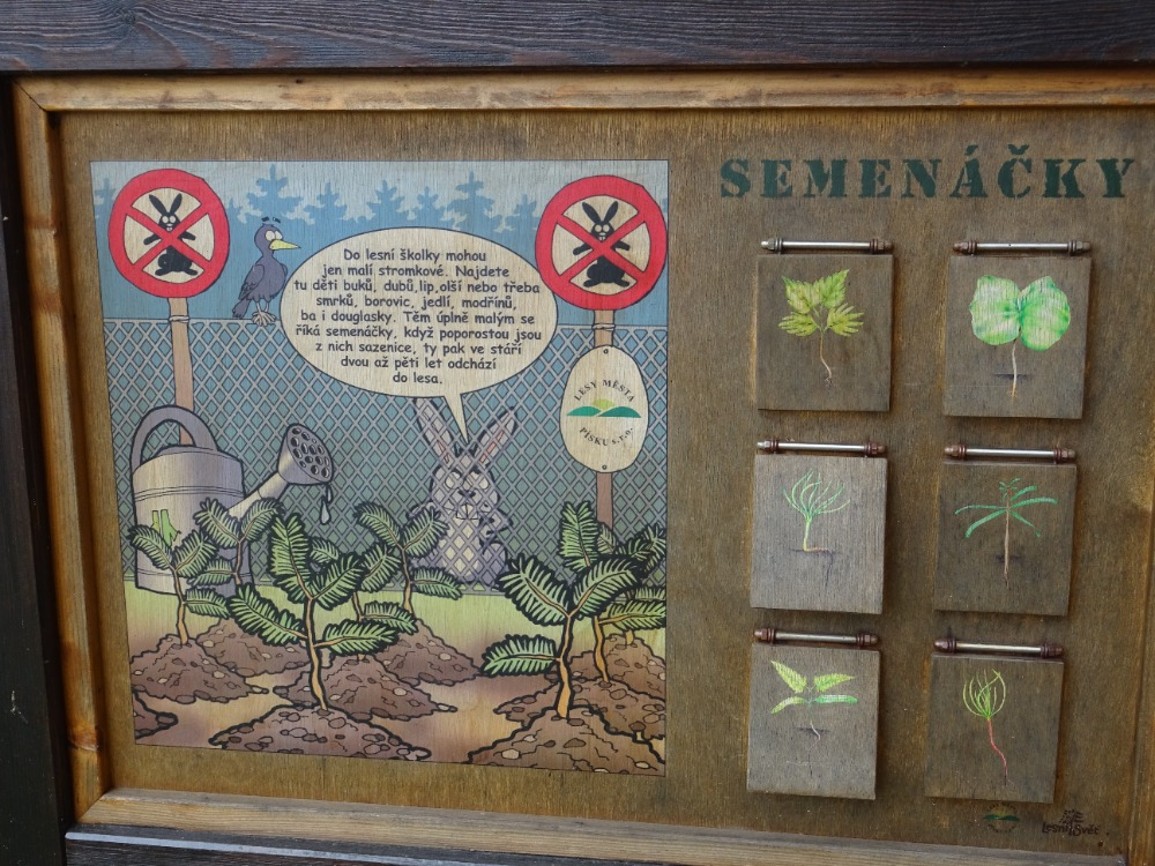 SEMENÁČKY
Do lesní školky mohou
jen malí stromkové. Najdete
tu děti buků, dubů,lip,olší nebo třeba
smrků, borovic, jedlí, modřínů,
ba i douglasky. Těm úplně malým se
říká semenáčky, když poporostou jsou
z nich sazenice, ty pak ve stáří
dvou až pěti let odchází
do lesa.
LESY MĚSTA
PÍSKU s.r.o.
Lesní Svět